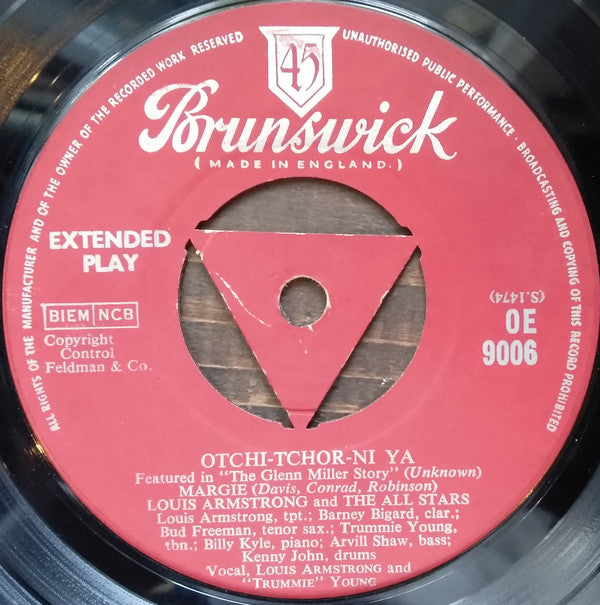 ALL RIGHTS OF THE MANUFACTURER AND OF THE OWNER OF THE RECORDED WORK RESERVED
UNAUTHORISED PUBLIC PERFORMANCE · BROADCASTING AND COPYING OF THIS RECORD PROHIBITED
45
Brunswick
( MADE IN ENGLAND. )
EXTENDED
PLAY
BIEM NCB
Copyright
Control
Feldman & Co.
(S.1474)
OE
9006
OTCHI-TCHOR-NI YA
Featured in "The Glenn Miller Story" (Unknown)
MARGIE (Davis, Conrad, Robinson)
LOUIS ARMSTRONG and THE ALL STARS
Louis Armstrong, tpt.; Barney Bigard, clar.;
Bud Freeman, tenor sax.; Trummie Young,
tbn.; Billy Kyle, piano; Arvill Shaw, bass;
Kenny John, drums
Vocal, LOUIS ARMSTRONG and
"TRUMMIE" YOUNG